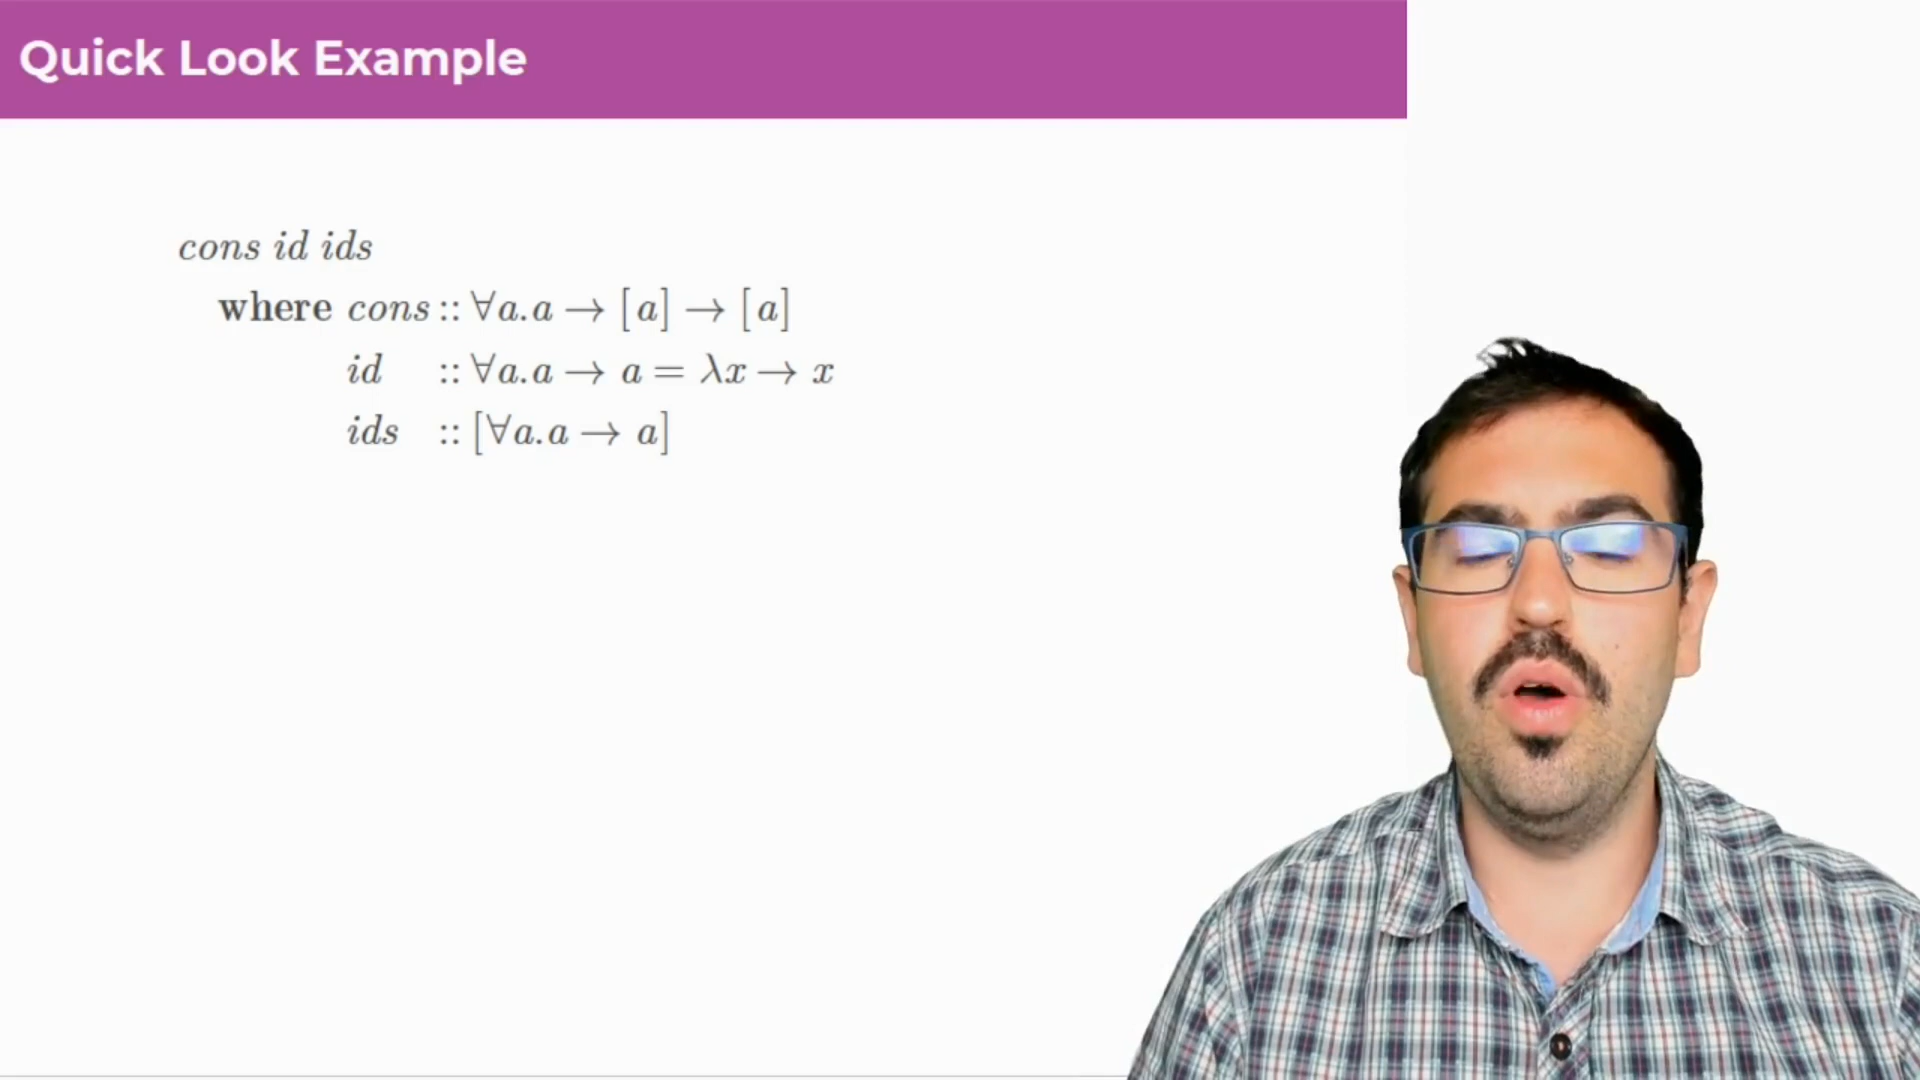 Quick Look Example
cons id ids
where cons :: ∀a.a → [a] → [a]
id :: ∀a.a → a = λx → x
ids :: [∀a.a → a]